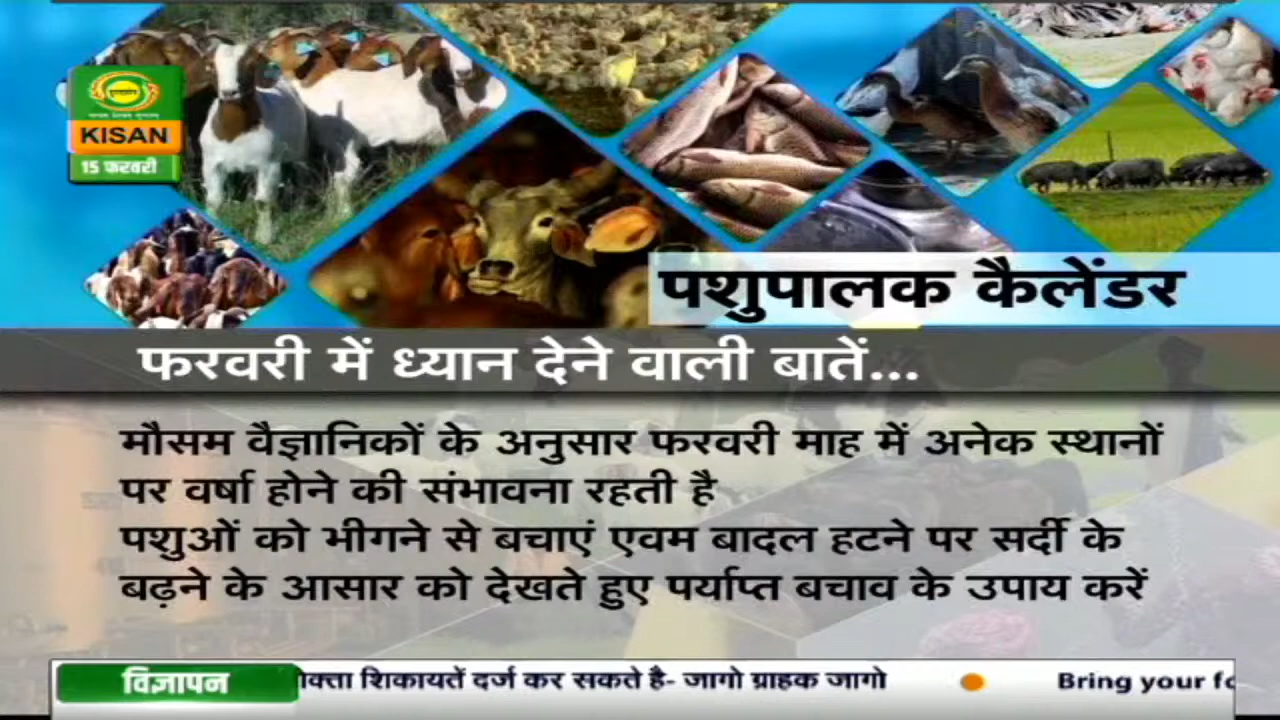 KISAN
15 फरवरी
पशुपालक कैलेंडर
फरवरी में ध्यान देने वाली बातें...
मौसम वैज्ञानिकों के अनुसार फरवरी माह में अनेक स्थानों
पर वर्षा होने की संभावना रहती है
पशुओं को भीगने से बचाएं एवम बादल हटने पर सर्दी के
बढ़ने के आसार को देखते हुए पर्याप्त बचाव के उपाय करें
विज्ञापन
शिकायतें दर्ज कर सकते है- जागो ग्राहक जागो
Bring your